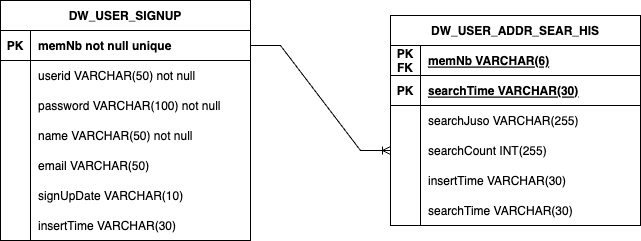 DW_USER_SIGNUP
PK memNb not null unique
userid VARCHAR(50) not null
password VARCHAR(100) not null
name VARCHAR(50) not null
email VARCHAR(50)
signUpDate VARCHAR(10)
insertTime VARCHAR(30)
DW_USER_ADDR_SEAR_HIS
PK
FK
memNb VARCHAR(6)
PK searchTime VARCHAR(30)
searchJuso VARCHAR(255)
searchCount INT(255)
insertTime VARCHAR(30)
searchTime VARCHAR(30)